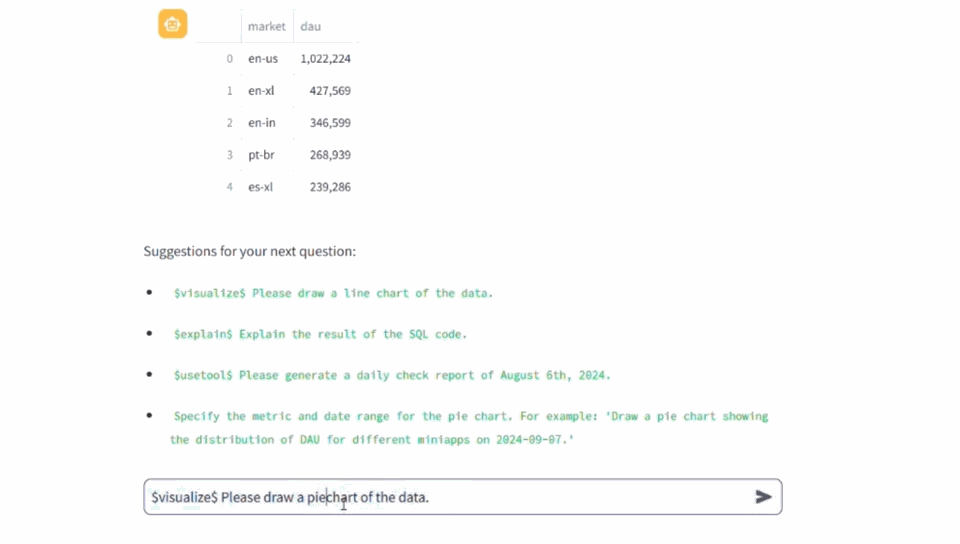 market dau
0 en-us 1,022,224
1 en-xl 427,569
2 en-in 346,599
3 pt-br 268,939
4 es-xl 239,286
Suggestions for your next question:
$visualize$ Please draw a line chart of the data.
$explain$ Explain the result of the SQL code.
$usetool$ Please generate a daily check report of August 6th, 2024.
Specify the metric and date range for the pie chart. For example: 'Draw a pie chart showing
the distribution of DAU for different miniapps on 2024-09-07.'
$visualize$ Please draw a piechart of the data.